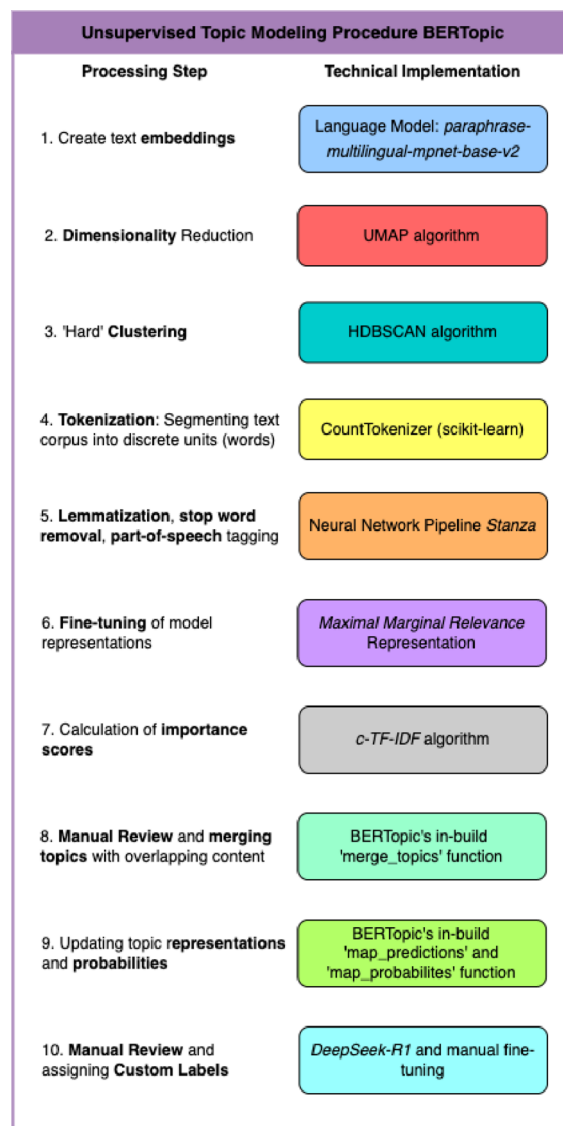 Unsupervised Topic Modeling Procedure BERTopic
Processing Step
Technical Implementation
1. Create text embeddings
Language Model: paraphrase-
multilingual-mpnet-base-v2
2. Dimensionality Reduction
UMAP algorithm
3. 'Hard' Clustering
HDBSCAN algorithm
4. Tokenization: Segmenting text
corpus into discrete units (words)
CountTokenizer (scikit-learn)
5. Lemmatization, stop word
removal, part-of-speech tagging
Neural Network Pipeline Stanza
6. Fine-tuning of model
representations
Maximal Marginal Relevance
Representation
7. Calculation of importance
scores
c-TF-IDF algorithm
8. Manual Review and merging
topics with overlapping content
BERTopic's in-build
'merge_topics' function
9. Updating topic representations
and probabilities
BERTopic's in-build
'map_predictions' and
'map_probabilites' function
10. Manual Review and
assigning Custom Labels
DeepSeek-R1 and manual fine-
tuning